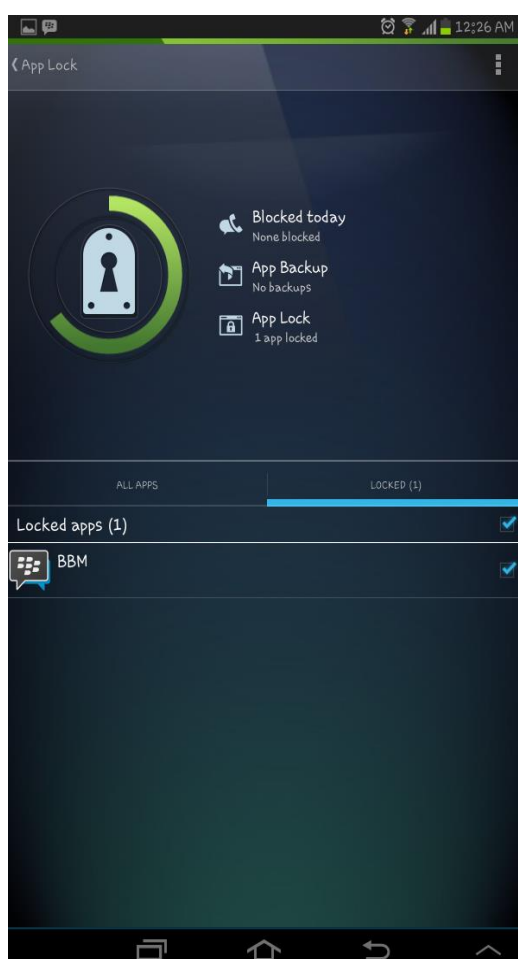 12:26 AM
App Lock
Blocked today
None blocked
App Backup
No backups
App Lock
1 app locked
ALL APPS
LOCKED (1)
Locked apps (1)
BBM